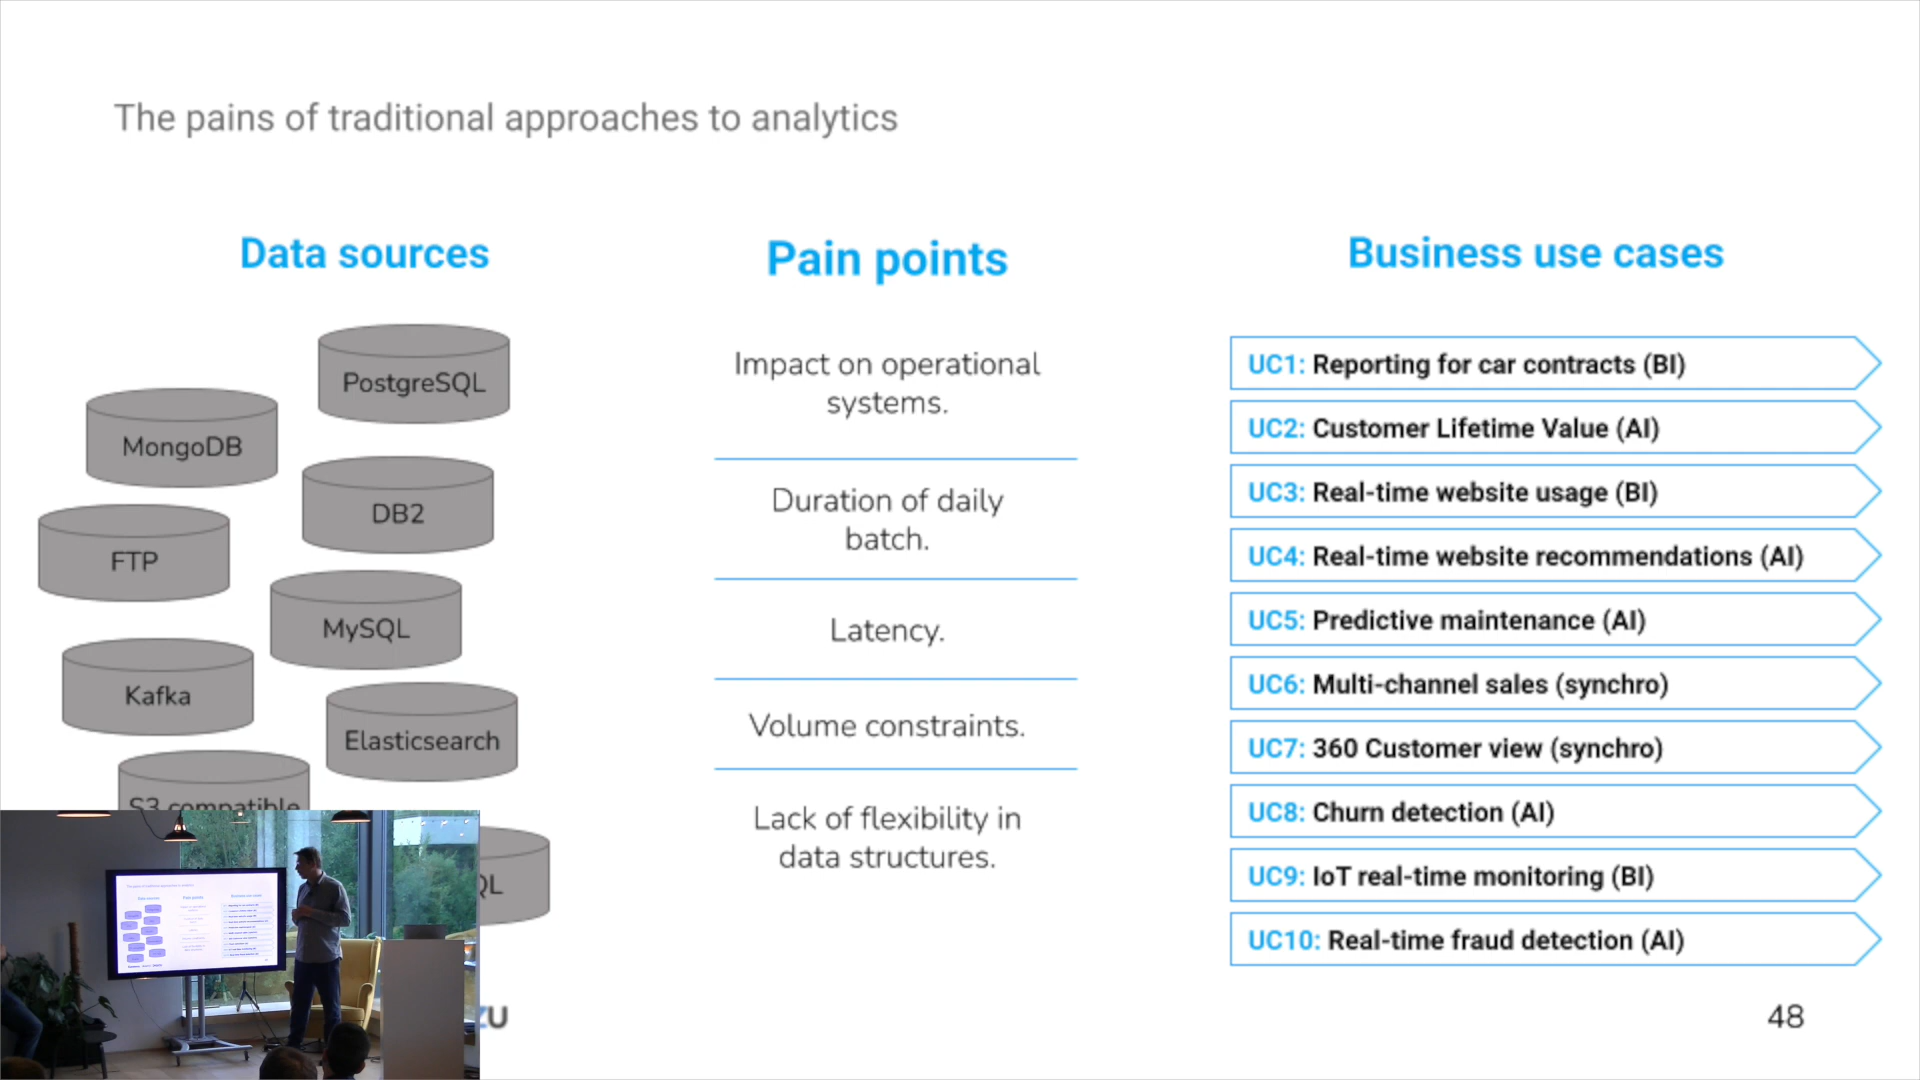 The pains of traditional approaches to analytics
Data sources
PostgreSQL
MongoDB
DB2
FTP
MySQL
Kafka
Elasticsearch
S3 compatible
QL
Pain points
Impact on operational
systems.
Duration of daily
batch.
Latency.
Volume constraints.
Lack of flexibility in
data structures.
Business use cases
UC1: Reporting for car contracts (BI)
UC2: Customer Lifetime Value (AI)
UC3: Real-time website usage (BI)
UC4: Real-time website recommendations (AI)
UC5: Predictive maintenance (AI)
UC6: Multi-channel sales (synchro)
UC7: 360 Customer view (synchro)
UC8: Churn detection (AI)
UC9: IoT real-time monitoring (BI)
UC10: Real-time fraud detection (AI)
ZU
48